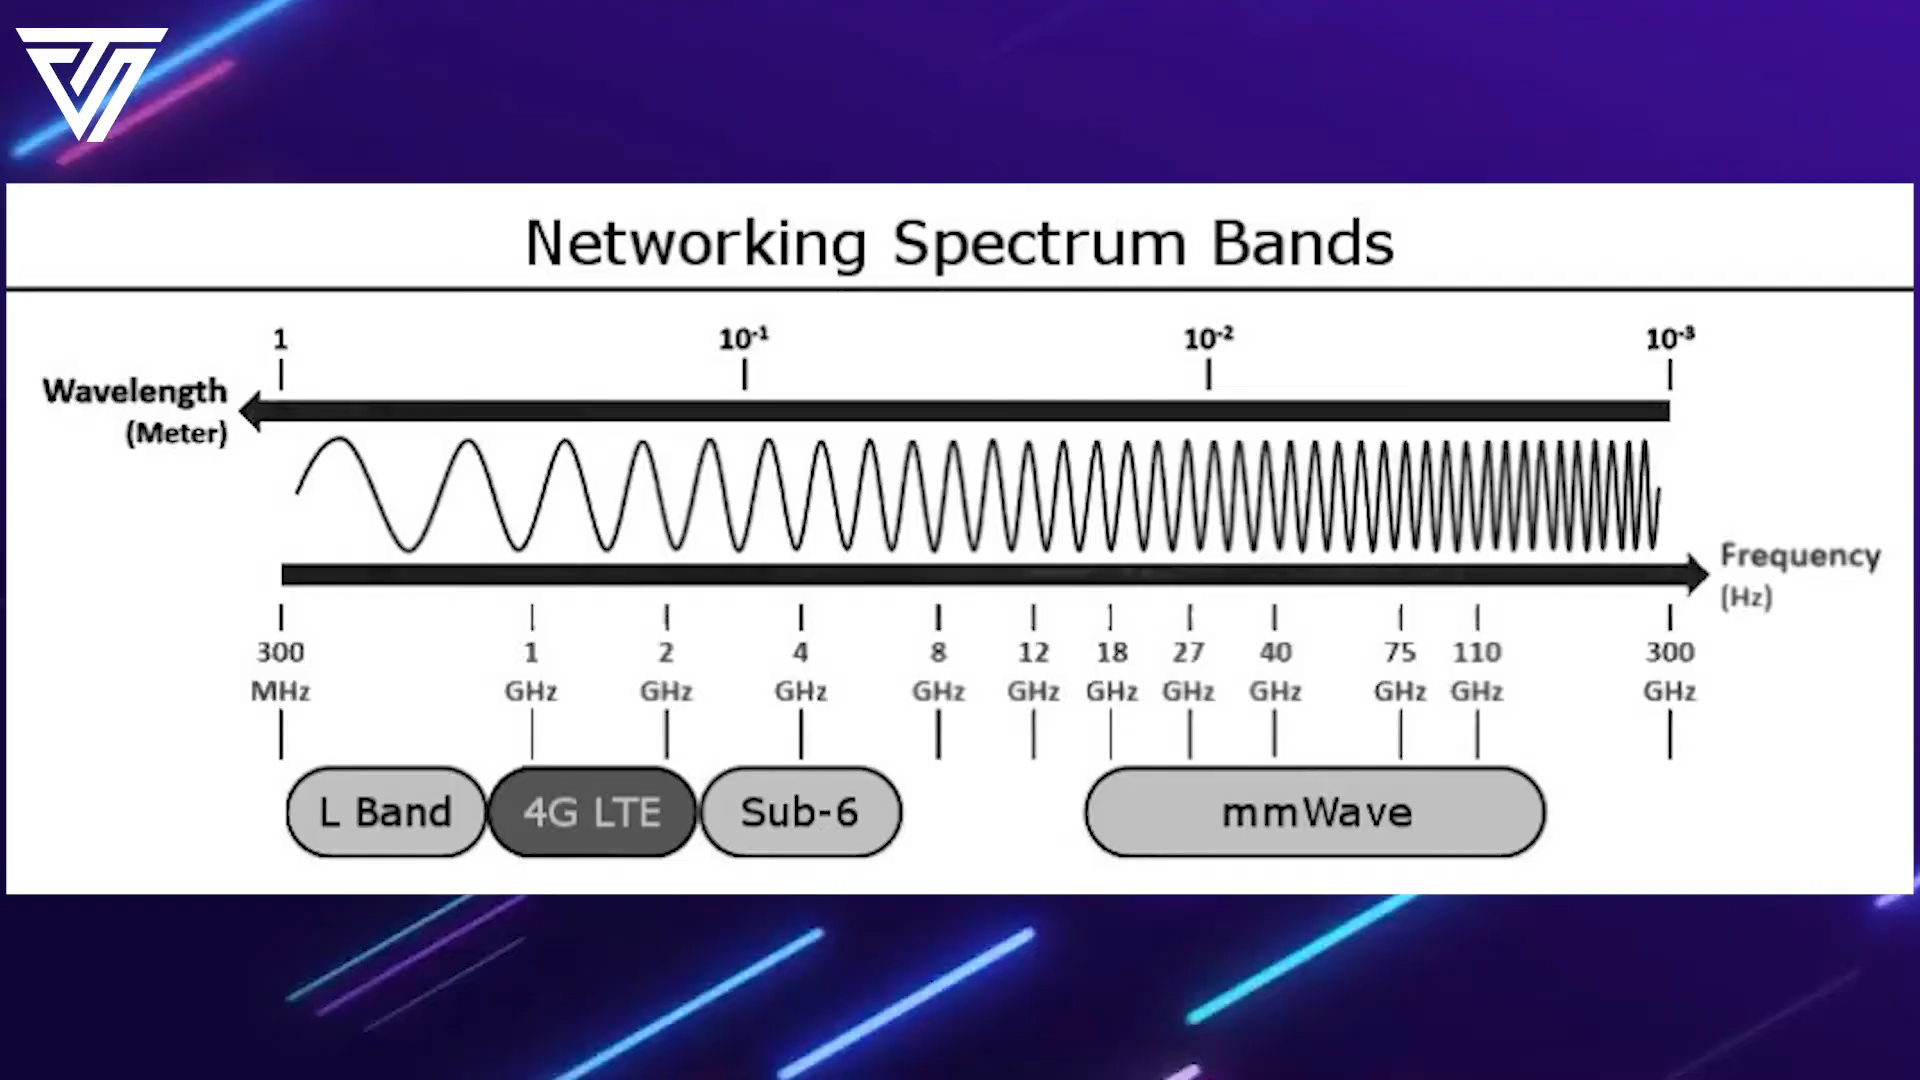 Networking Spectrum Bands
1 10⁻¹ 10⁻² 10⁻³
Wavelength
(Meter)
Frequency
(Hz)
300 1 2 4 8 12 18 27 40 75 110 300
MHz GHz GHz GHz GHz GHz GHz GHz GHz GHz GHz GHz
L Band 4G LTE Sub-6 mmWave